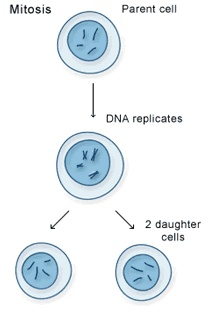 Mitosis
Parent cell
DNA replicates
2 daughter
cells